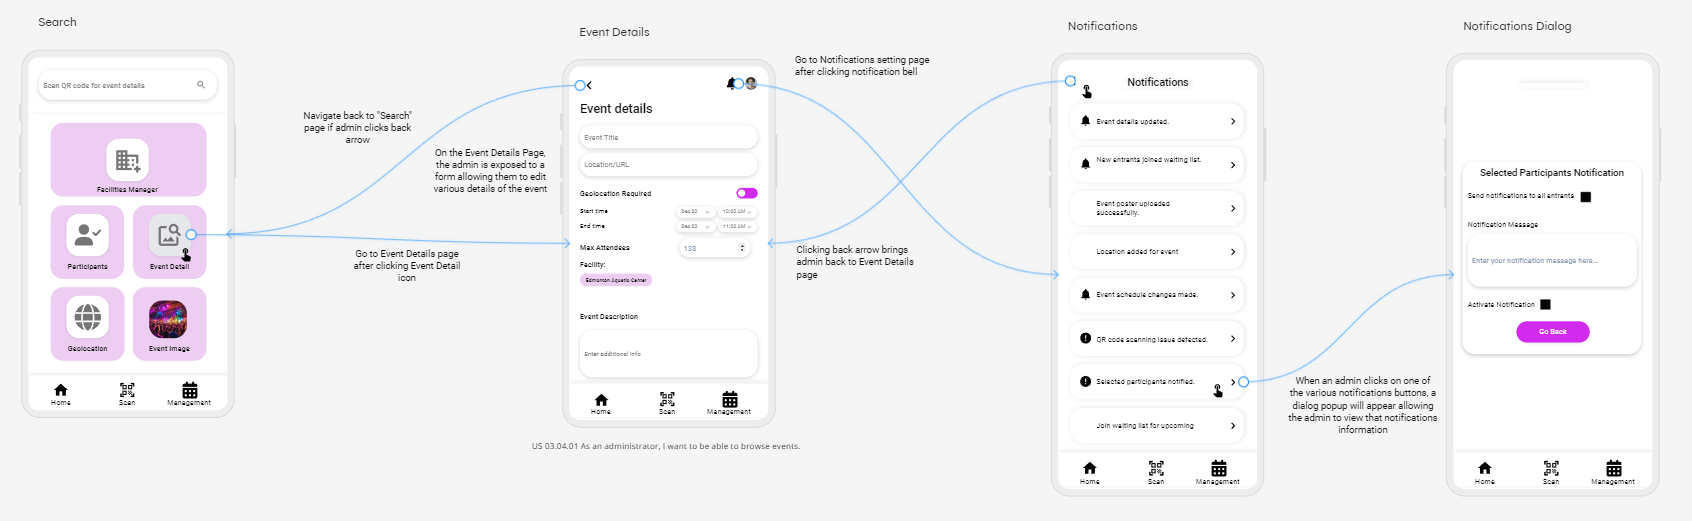 Search
Scan QR code for event details
Facilities Manager
Participants
Event Detail
Geolocation
Event Image
Home
Scan
Management
Navigate back to "Search"
page if admin clicks back
arrow
On the Event Details Page,
the admin is exposed to a
form allowing them to edit
various details of the event
Go to Event Details page
after clicking Event Detail
icon
Event Details
Event details
Event Title
Location/URL
Geolocation Required
Start time
Dec 20
10:00 AM
End time
Dec 20
11:00 AM
Max Attendees
138
Facility:
Edmonton Aquatic Center
Event Description
Enter additional info
Home
Scan
Management
US 03.04.01 As an administrator, I want to be able to browse events.
Go to Notifications setting page
after clicking notification bell
Clicking back arrow brings
admin back to Event Details
page
Notifications
Notifications
Event details updated.
New entrants joined waiting list.
Event poster uploaded
successfully.
Location added for event
Event schedule changes made.
QR code scanning issue detected.
Selected participants notified.
Join waiting list for upcoming
Home
Scan
Management
When an admin clicks on one of
the various notifications buttons, a
dialog popup will appear allowing
the admin to view that notifications
information
Notifications Dialog
Selected Participants Notification
Send notifications to all entrants
Notification Message
Enter your notification message here...
Activate Notification
Go Back
Home
Scan
Management